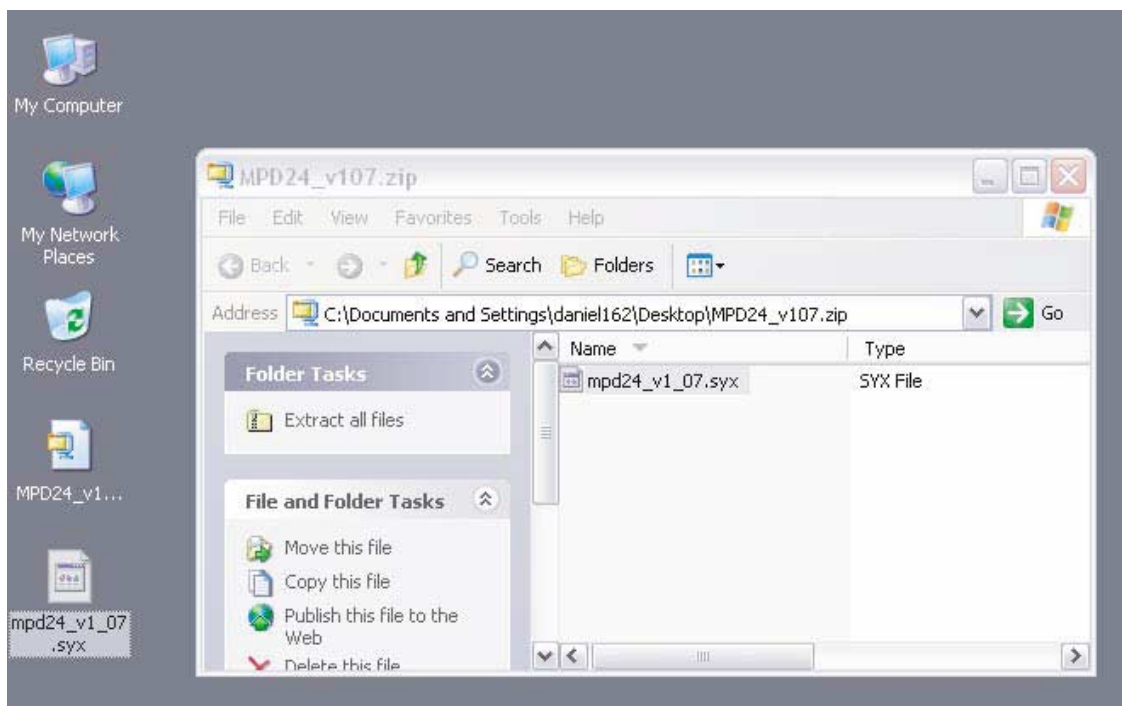 My Computer
My Network
Places
Recycle Bin
MPD24_v1...
mpd24_v1_07
.syx
MPD24_v107.zip
File Edit View Favorites Tools Help
Back Search Folders
Address C:\Documents and Settings\daniel162\Desktop\MPD24_v107.zip Go
Folder Tasks
Extract all files
File and Folder Tasks
Move this file
Copy this file
Publish this file to the
Web
Delete this file
Name Type
mpd24_v1_07.syx SYX File